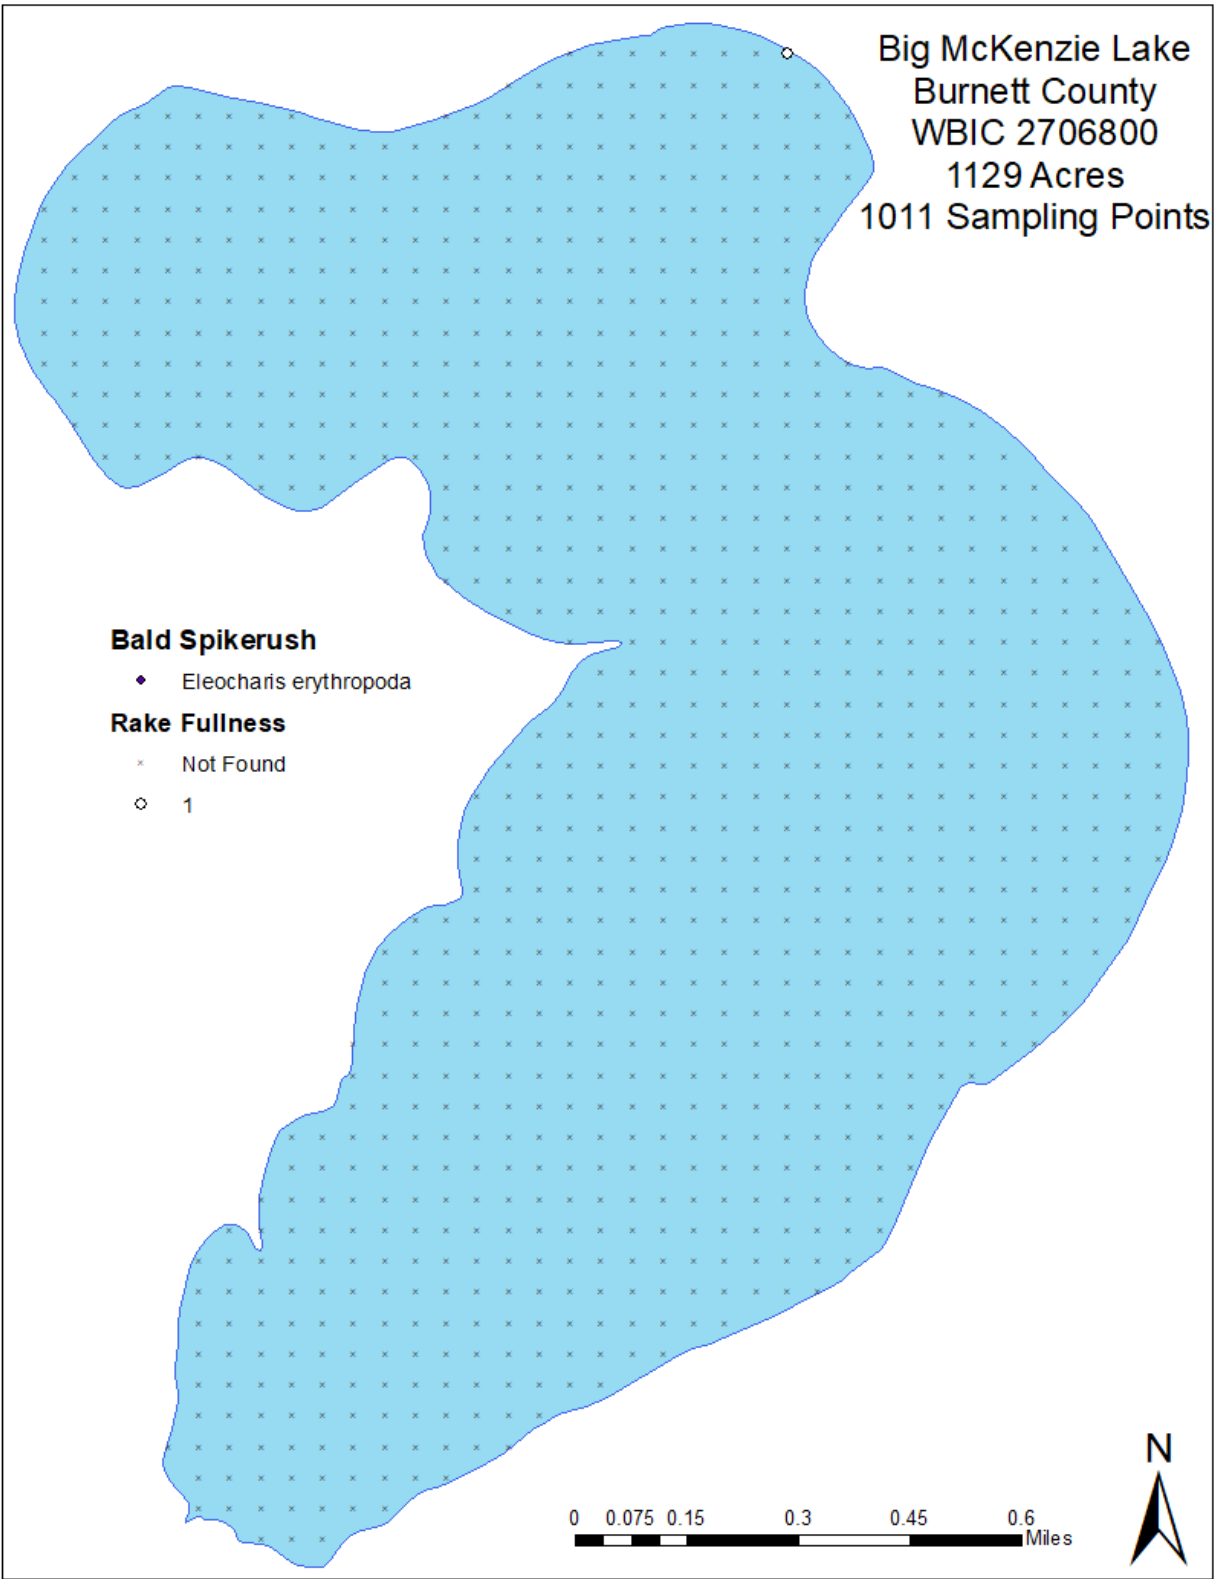 Big McKenzie Lake
Burnett County
WBIC 2706800
1129 Acres
1011 Sampling Points
Bald Spikerush
Eleocharis erythropoda
Rake Fullness
Not Found
1
N
0 0.075 0.15 0.3 0.45 0.6
Miles